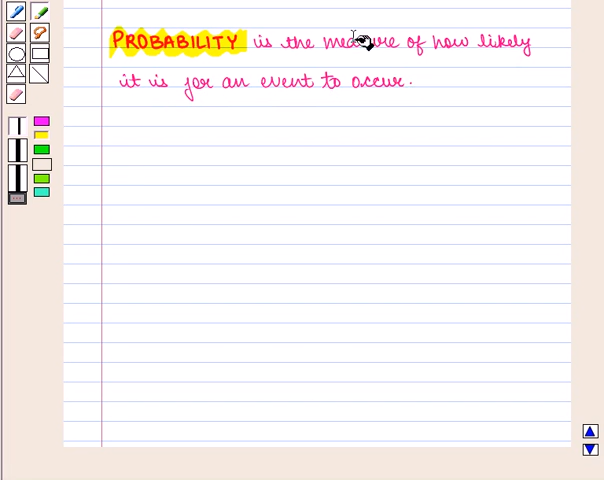 PROBABILITY is the measure of how likely
it is for an event to occur.